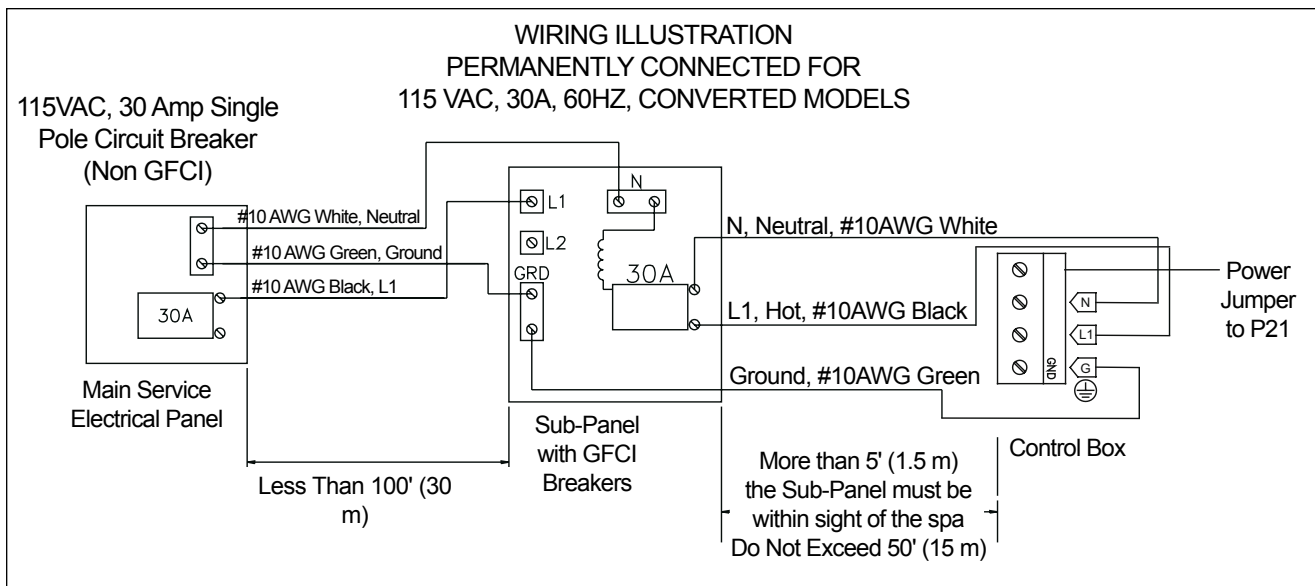 WIRING ILLUSTRATION
PERMANENTLY CONNECTED FOR
115 VAC, 30A, 60HZ, CONVERTED MODELS
115VAC, 30 Amp Single
Pole Circuit Breaker
(Non GFCI)
#10 AWG White, Neutral
#10 AWG Green, Ground
#10 AWG Black, L1
30A
Main Service
Electrical Panel
Less Than 100' (30
m)
L1
L2
GRD
N
30A
Sub-Panel
with GFCI
Breakers
N, Neutral, #10AWG White
L1, Hot, #10AWG Black
Ground, #10AWG Green
More than 5' (1.5 m)
the Sub-Panel must be
within sight of the spa
Do Not Exceed 50' (15 m)
N
L1
G
GND
Control Box
Power
Jumper
to P21